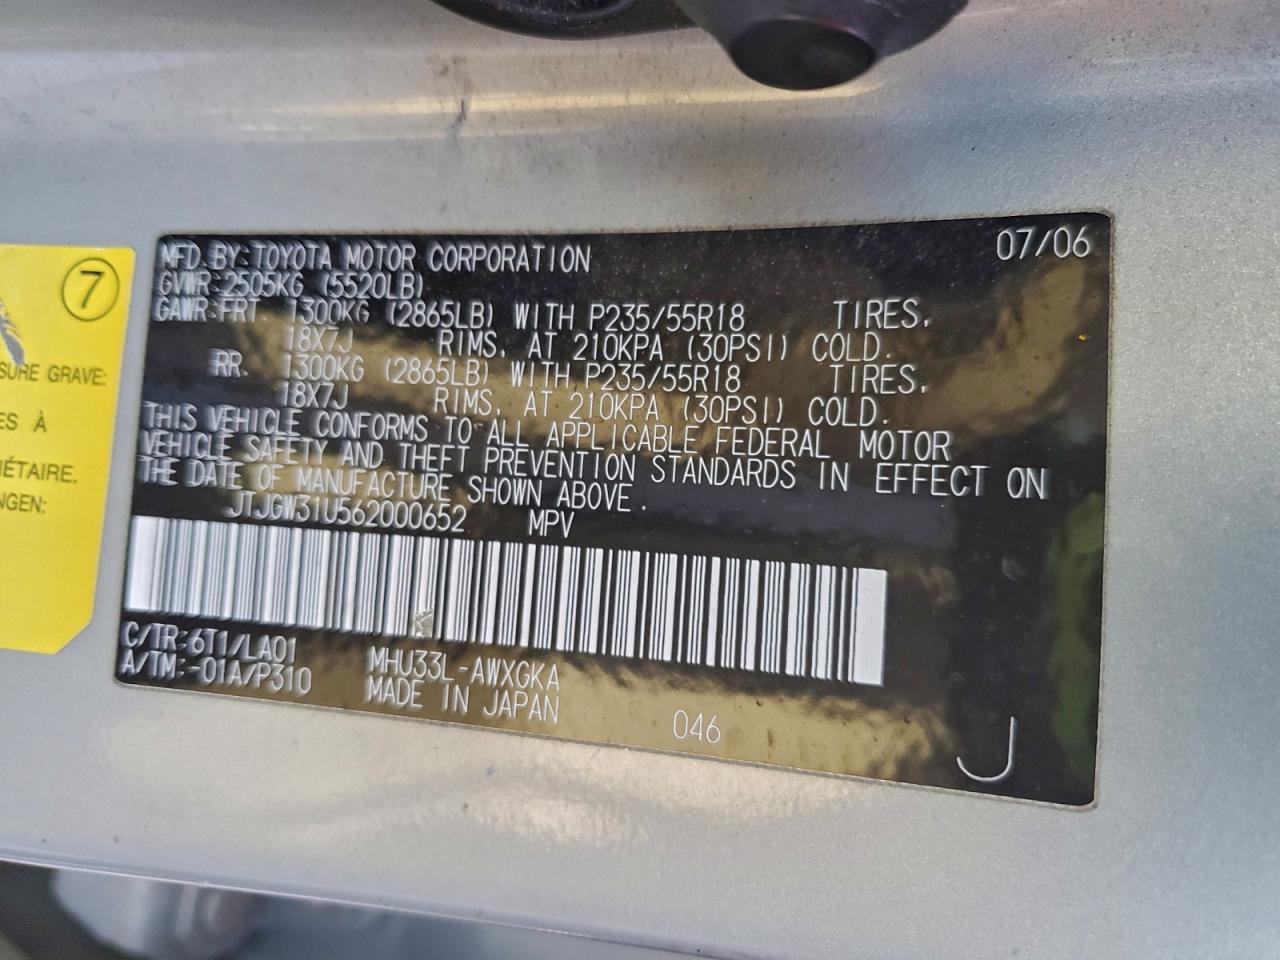 7
SURE GRAVE:
ES À
IÉTAIRE.
NGEN:
MFD. BY: TOYOTA MOTOR CORPORATION 07/06
GVWR: 2505KG (5520LB)
GAWR: FRT 1300KG (2865LB) WITH P235/55R18 TIRES,
18X7J RIMS, AT 210KPA (30PSI) COLD.
RR. 1300KG (2865LB) WITH P235/55R18 TIRES,
18X7J RIMS, AT 210KPA (30PSI) COLD.
THIS VEHICLE CONFORMS TO ALL APPLICABLE FEDERAL MOTOR
VEHICLE SAFETY AND THEFT PREVENTION STANDARDS IN EFFECT ON
THE DATE OF MANUFACTURE SHOWN ABOVE.
JTJGW31U562000652 MPV
C/TR: 6T1/LA01 MHU33L-AWXGKA
A/TM: -01A/P310 MADE IN JAPAN
046
J